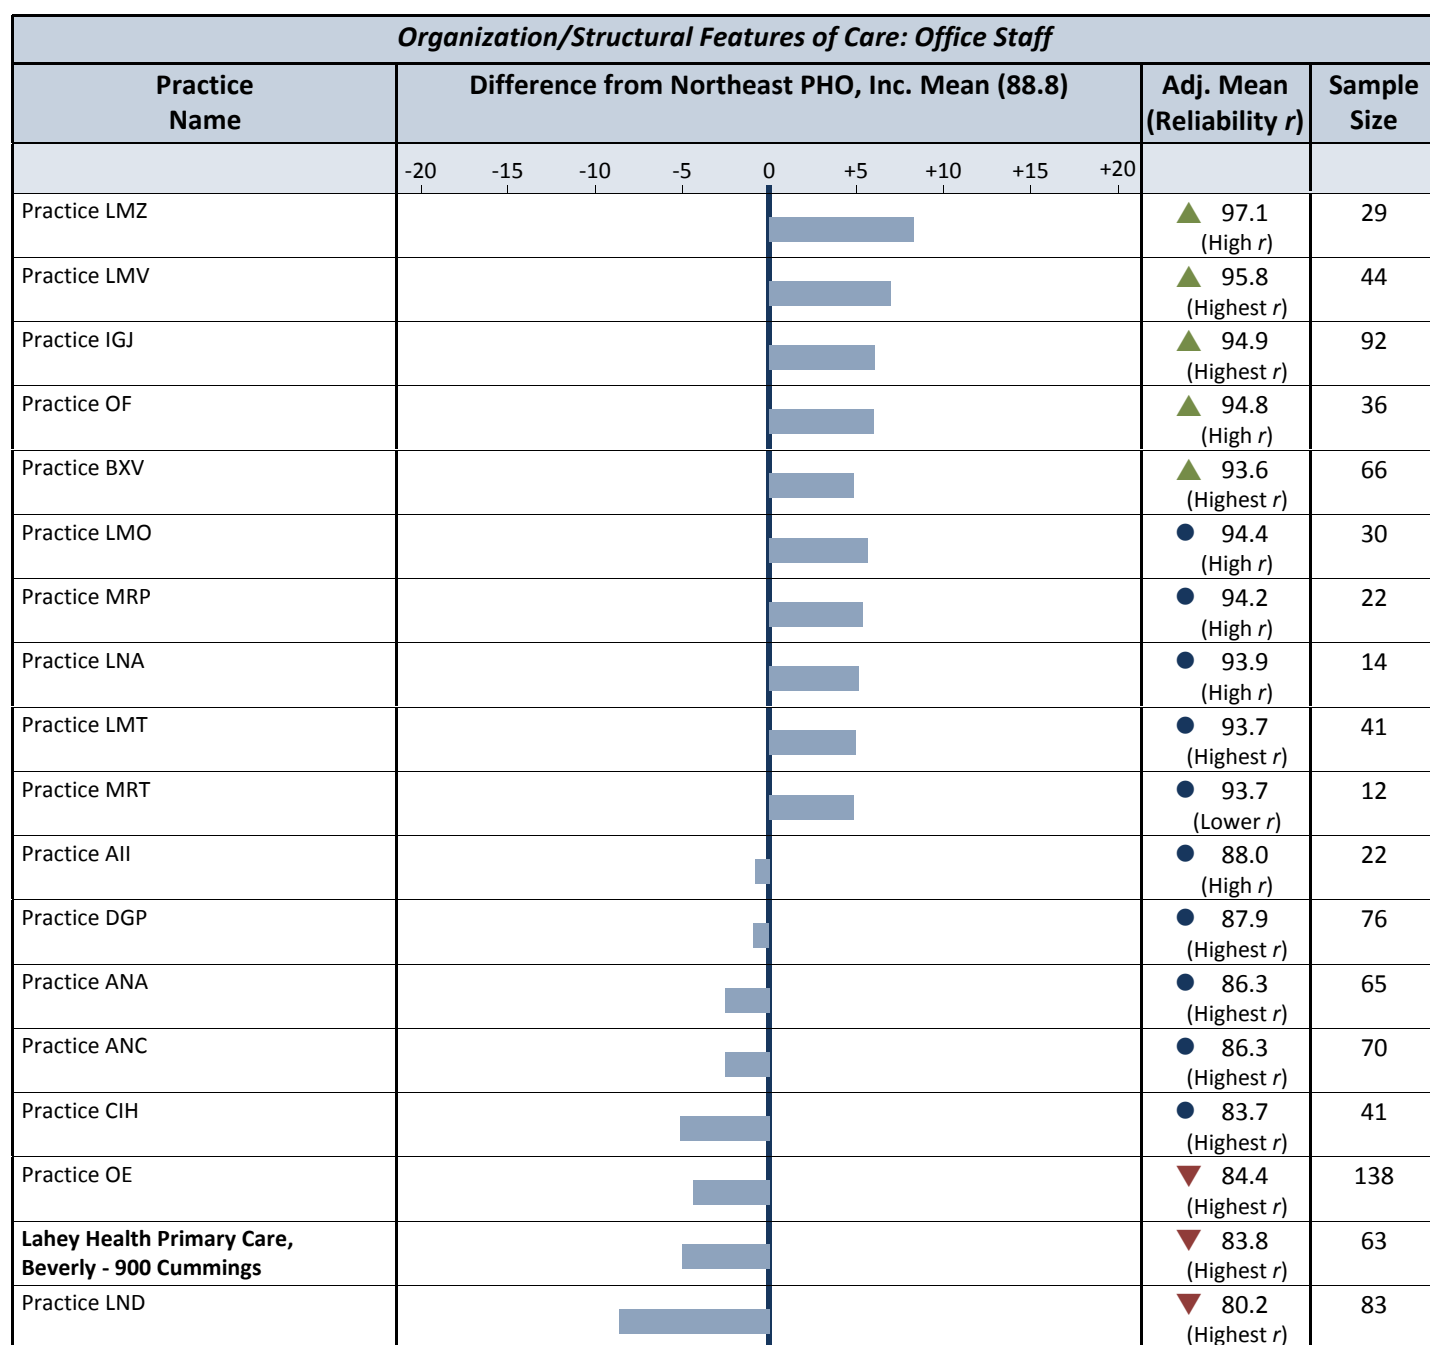 Organization/Structural Features of Care: Office Staff
Practice
Name
Difference from Northeast PHO, Inc. Mean (88.8)
Adj. Mean
(Reliability r)
Sample
Size
-20 -15 -10 -5 0 +5 +10 +15 +20
Practice LMZ 97.1 29
(High r)
Practice LMV 95.8 44
(Highest r)
Practice IGJ 94.9 92
(Highest r)
Practice OF 94.8 36
(High r)
Practice BXV 93.6 66
(Highest r)
Practice LMO 94.4 30
(High r)
Practice MRP 94.2 22
(High r)
Practice LNA 93.9 14
(High r)
Practice LMT 93.7 41
(Highest r)
Practice MRT 93.7 12
(Lower r)
Practice AII 88.0 22
(High r)
Practice DGP 87.9 76
(Highest r)
Practice ANA 86.3 65
(Highest r)
Practice ANC 86.3 70
(Highest r)
Practice CIH 83.7 41
(Highest r)
Practice OE 84.4 138
(Highest r)
Lahey Health Primary Care, 83.8 63
Beverly - 900 Cummings (Highest r)
Practice LND 80.2 83
(Highest r)